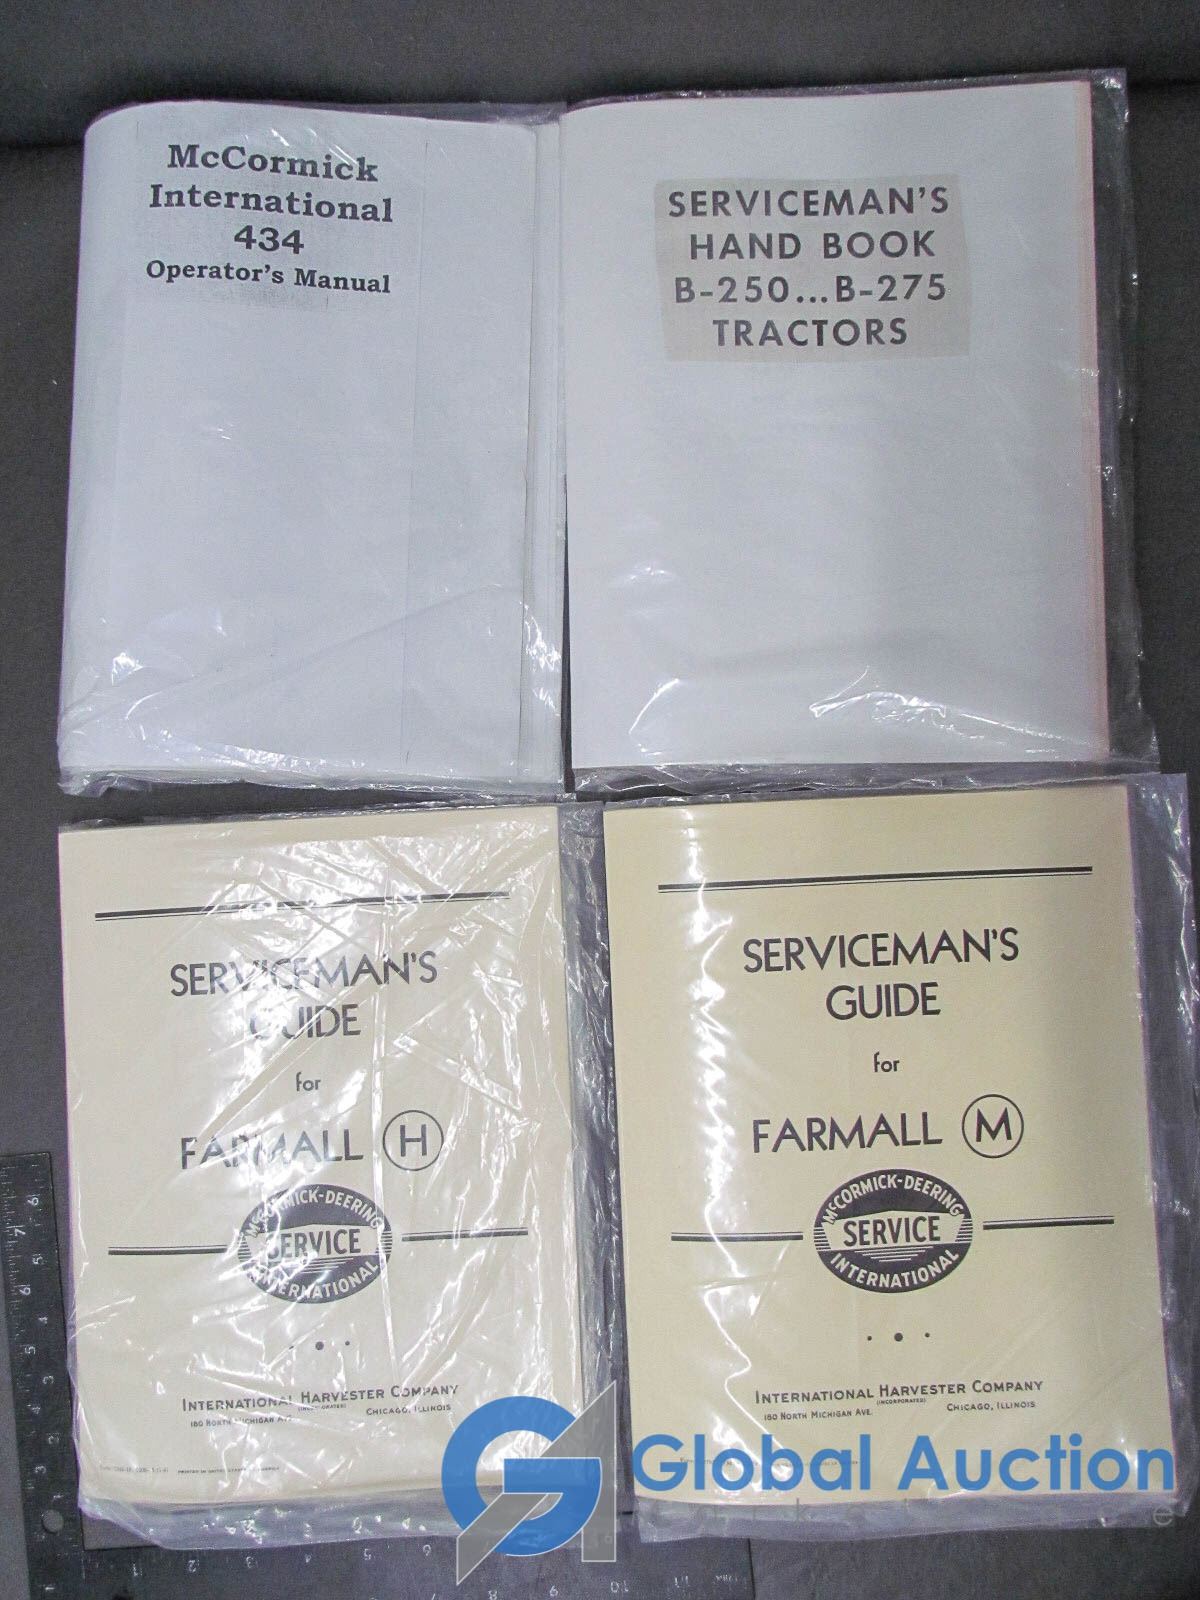 McCormick
International
434
Operator's Manual
SERVICEMAN'S
HAND BOOK
B-250...B-275
TRACTORS
SERVICEMAN'S
GUIDE
for
FARMALL H
McCORMICK-DEERING
SERVICE
INTERNATIONAL
INTERNATIONAL HARVESTER COMPANY
(INCORPORATED)
180 NORTH MICHIGAN AVE. CHICAGO, ILLINOIS
SERVICEMAN'S
GUIDE
for
FARMALL M
McCORMICK-DEERING
SERVICE
INTERNATIONAL
INTERNATIONAL HARVESTER COMPANY
(INCORPORATED)
180 NORTH MICHIGAN AVE. CHICAGO, ILLINOIS
Global Auction